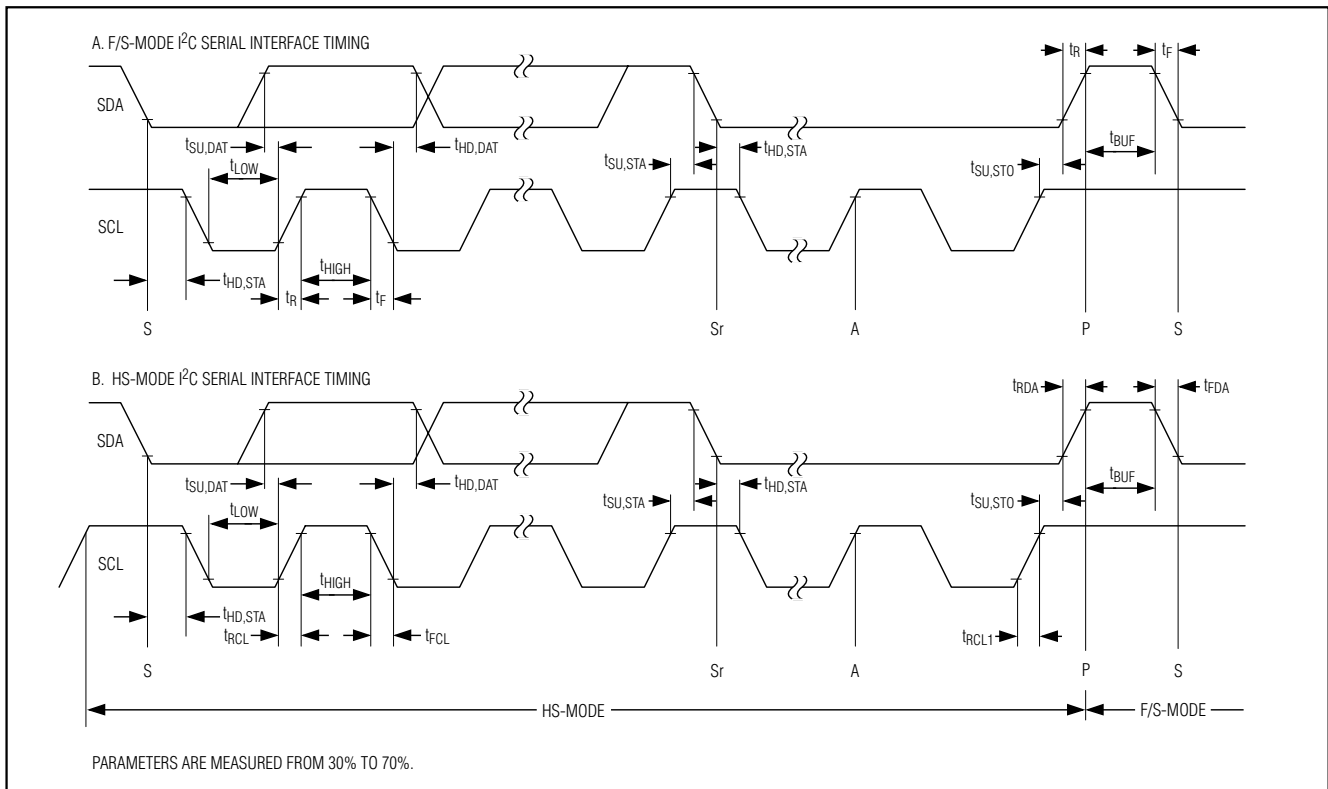 A. F/S-MODE I²C SERIAL INTERFACE TIMING
tR
tF
SDA
tSU,DAT
tHD,DAT
tLOW
tSU,STA
tHD,STA
tSU,STO
tBUF
SCL
tHD,STA
tHIGH
tR
tF
S
Sr
A
P
S
B. HS-MODE I²C SERIAL INTERFACE TIMING
tRDA
tFDA
SDA
tSU,DAT
tHD,DAT
tLOW
tSU,STA
tHD,STA
tSU,STO
tBUF
SCL
tHIGH
tHD,STA
tRCL
tFCL
tRCL1
S
Sr
A
P
S
HS-MODE
F/S-MODE
PARAMETERS ARE MEASURED FROM 30% TO 70%.